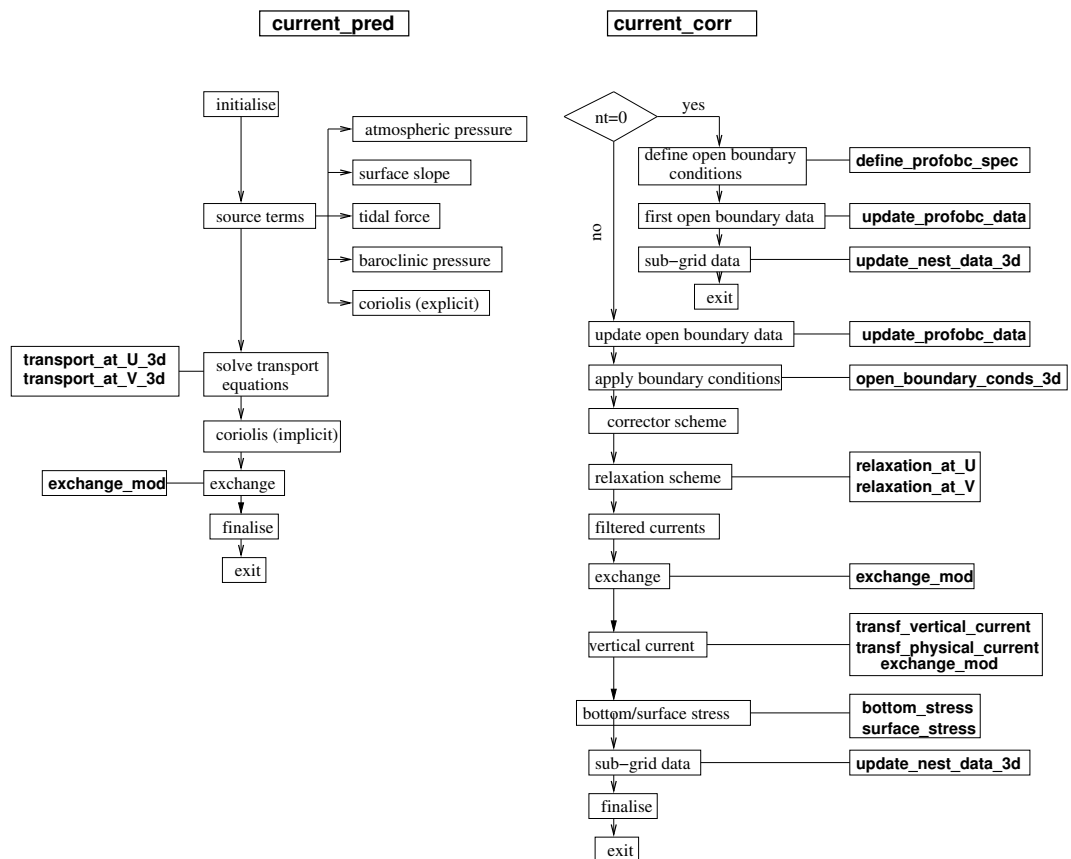 current_pred
initialise
atmospheric pressure
surface slope
source terms
tidal force
baroclinic pressure
coriolis (explicit)
transport_at_U_3d
transport_at_V_3d
solve transport
equations
coriolis (implicit)
exchange_mod
exchange
finalise
exit
current_corr
nt=0
yes
no
define open boundary
conditions
define_profobc_spec
first open boundary data
update_profobc_data
sub−grid data
update_nest_data_3d
exit
update open boundary data
update_profobc_data
apply boundary conditions
open_boundary_conds_3d
corrector scheme
relaxation scheme
relaxation_at_U
relaxation_at_V
filtered currents
exchange
exchange_mod
vertical current
transf_vertical_current
transf_physical_current
exchange_mod
bottom/surface stress
bottom_stress
surface_stress
sub−grid data
update_nest_data_3d
finalise
exit